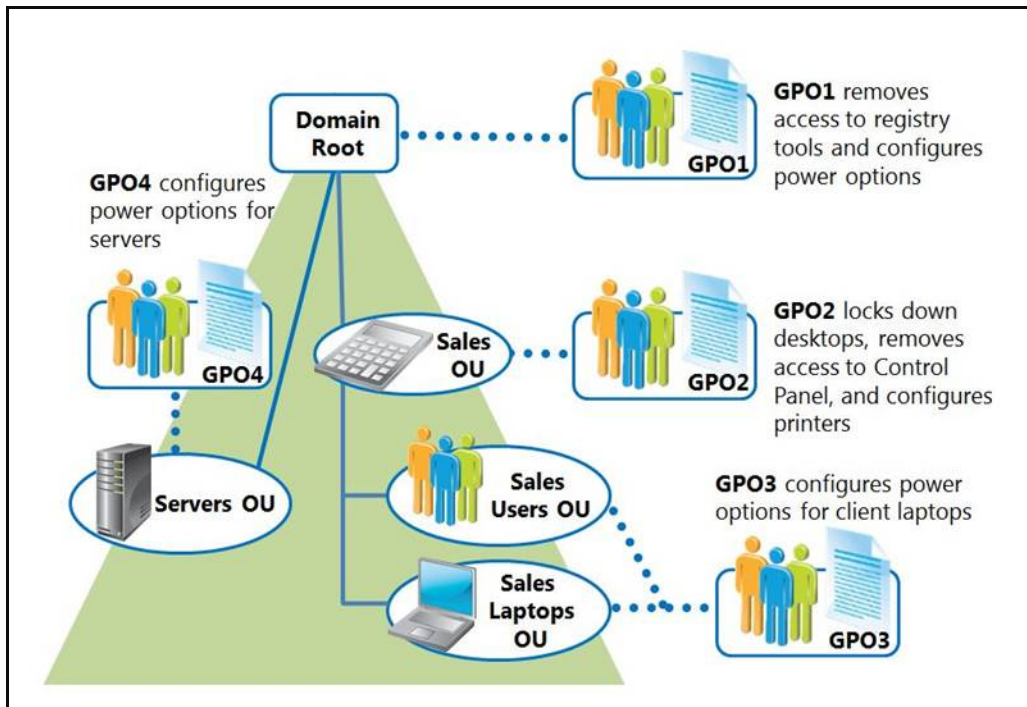 Domain
Root
GPO1
GPO1 removes
access to registry
tools and configures
power options
GPO4 configures
power options for
servers
GPO4
Sales
OU
GPO2
GPO2 locks down
desktops, removes
access to Control
Panel, and configures
printers
Servers OU
Sales
Users OU
GPO3 configures power
options for client laptops
Sales
Laptops
OU
GPO3